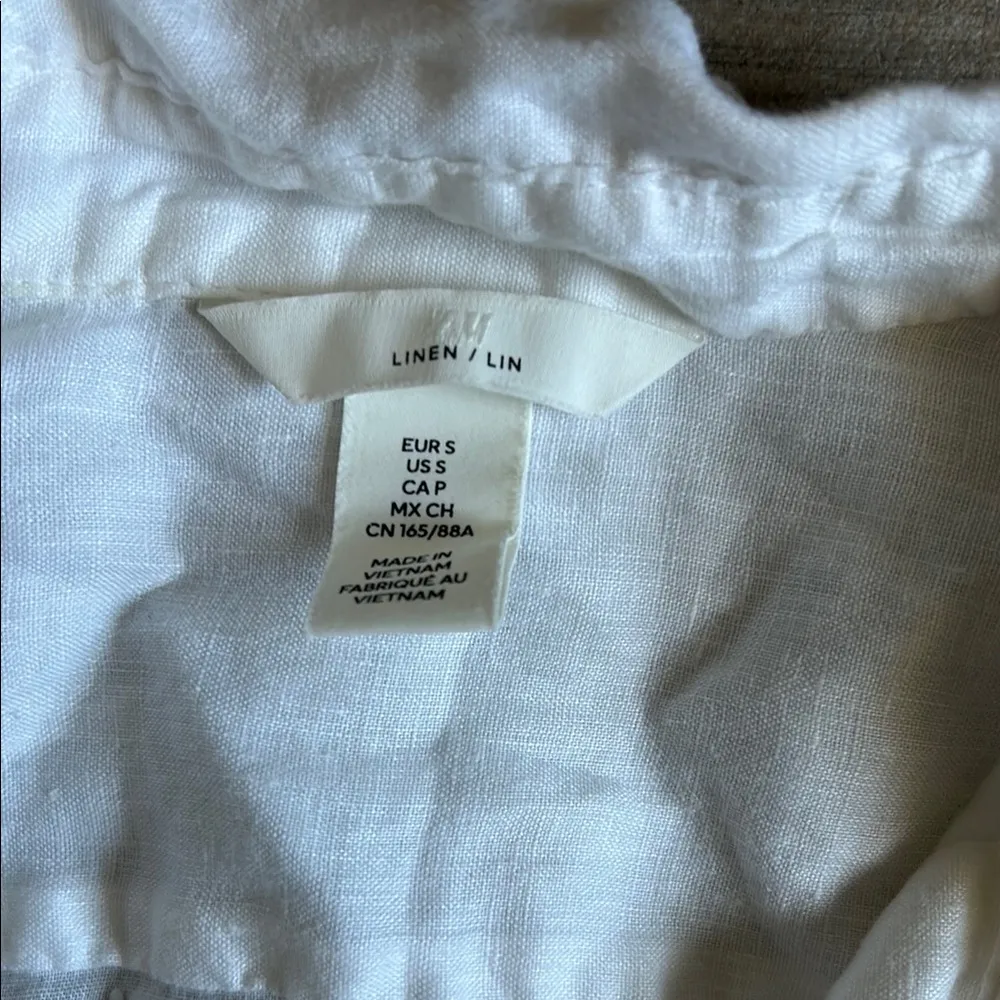 H&M
LINEN / LIN
EUR S
US S
CA P
MX CH
CN 165/88A
MADE IN
VIETNAM
FABRIQUÉ AU
VIETNAM